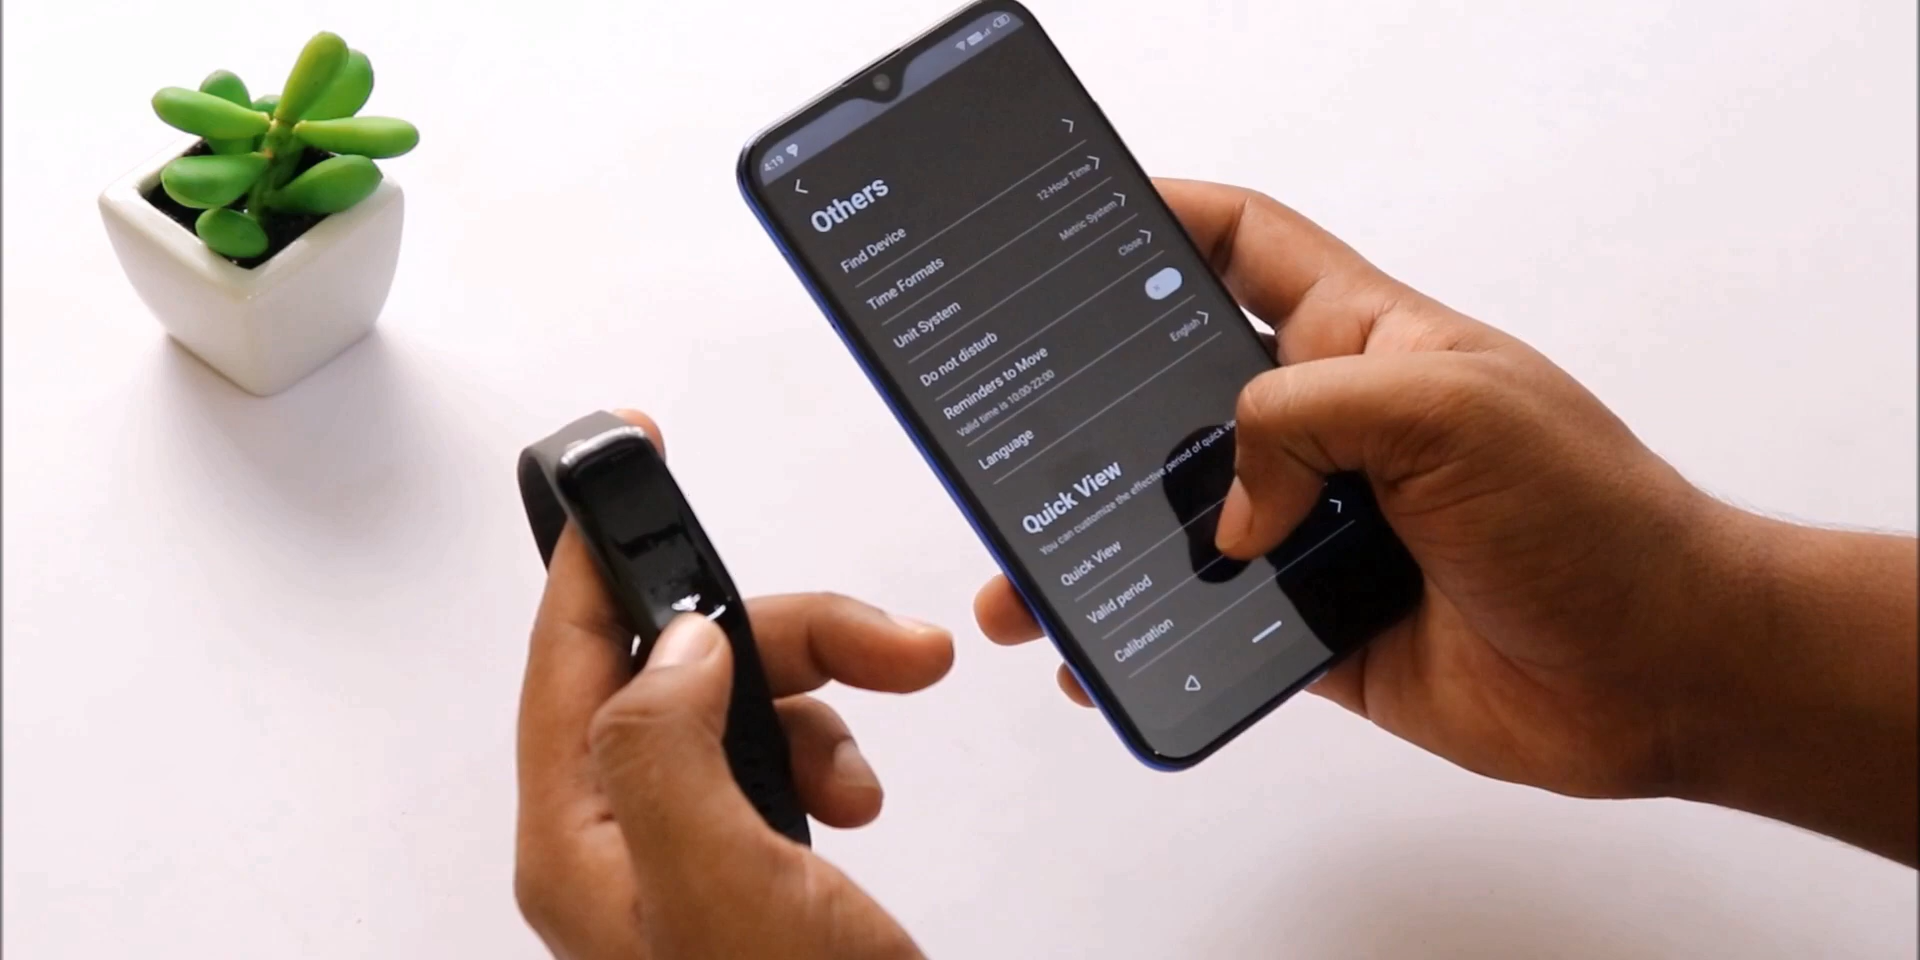 4:19
Others
Find Device
Time Formats 12-Hour Time
Unit System Metric System
Do not disturb Close
Reminders to Move
Valid time is 10:00-22:00
Language English
Quick View
You can customize the effective period of quick
Quick View
Valid period
Calibration